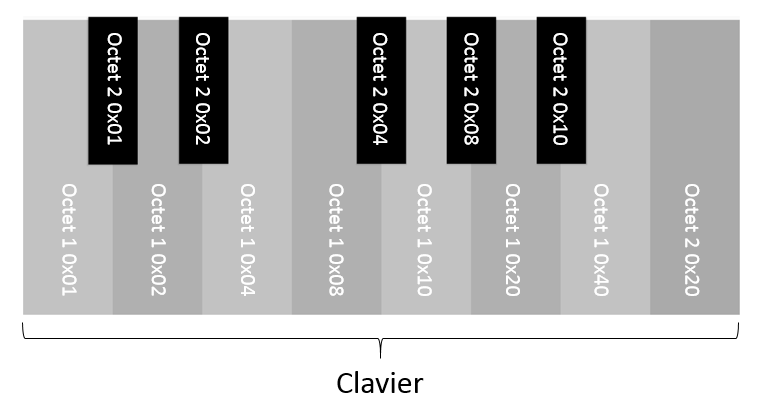 Octet 2 0x01
Octet 2 0x02
Octet 2 0x04
Octet 2 0x08
Octet 2 0x10
Octet 1 0x01
Octet 1 0x02
Octet 1 0x04
Octet 1 0x08
Octet 1 0x10
Octet 1 0x20
Octet 1 0x40
Octet 2 0x20
Clavier